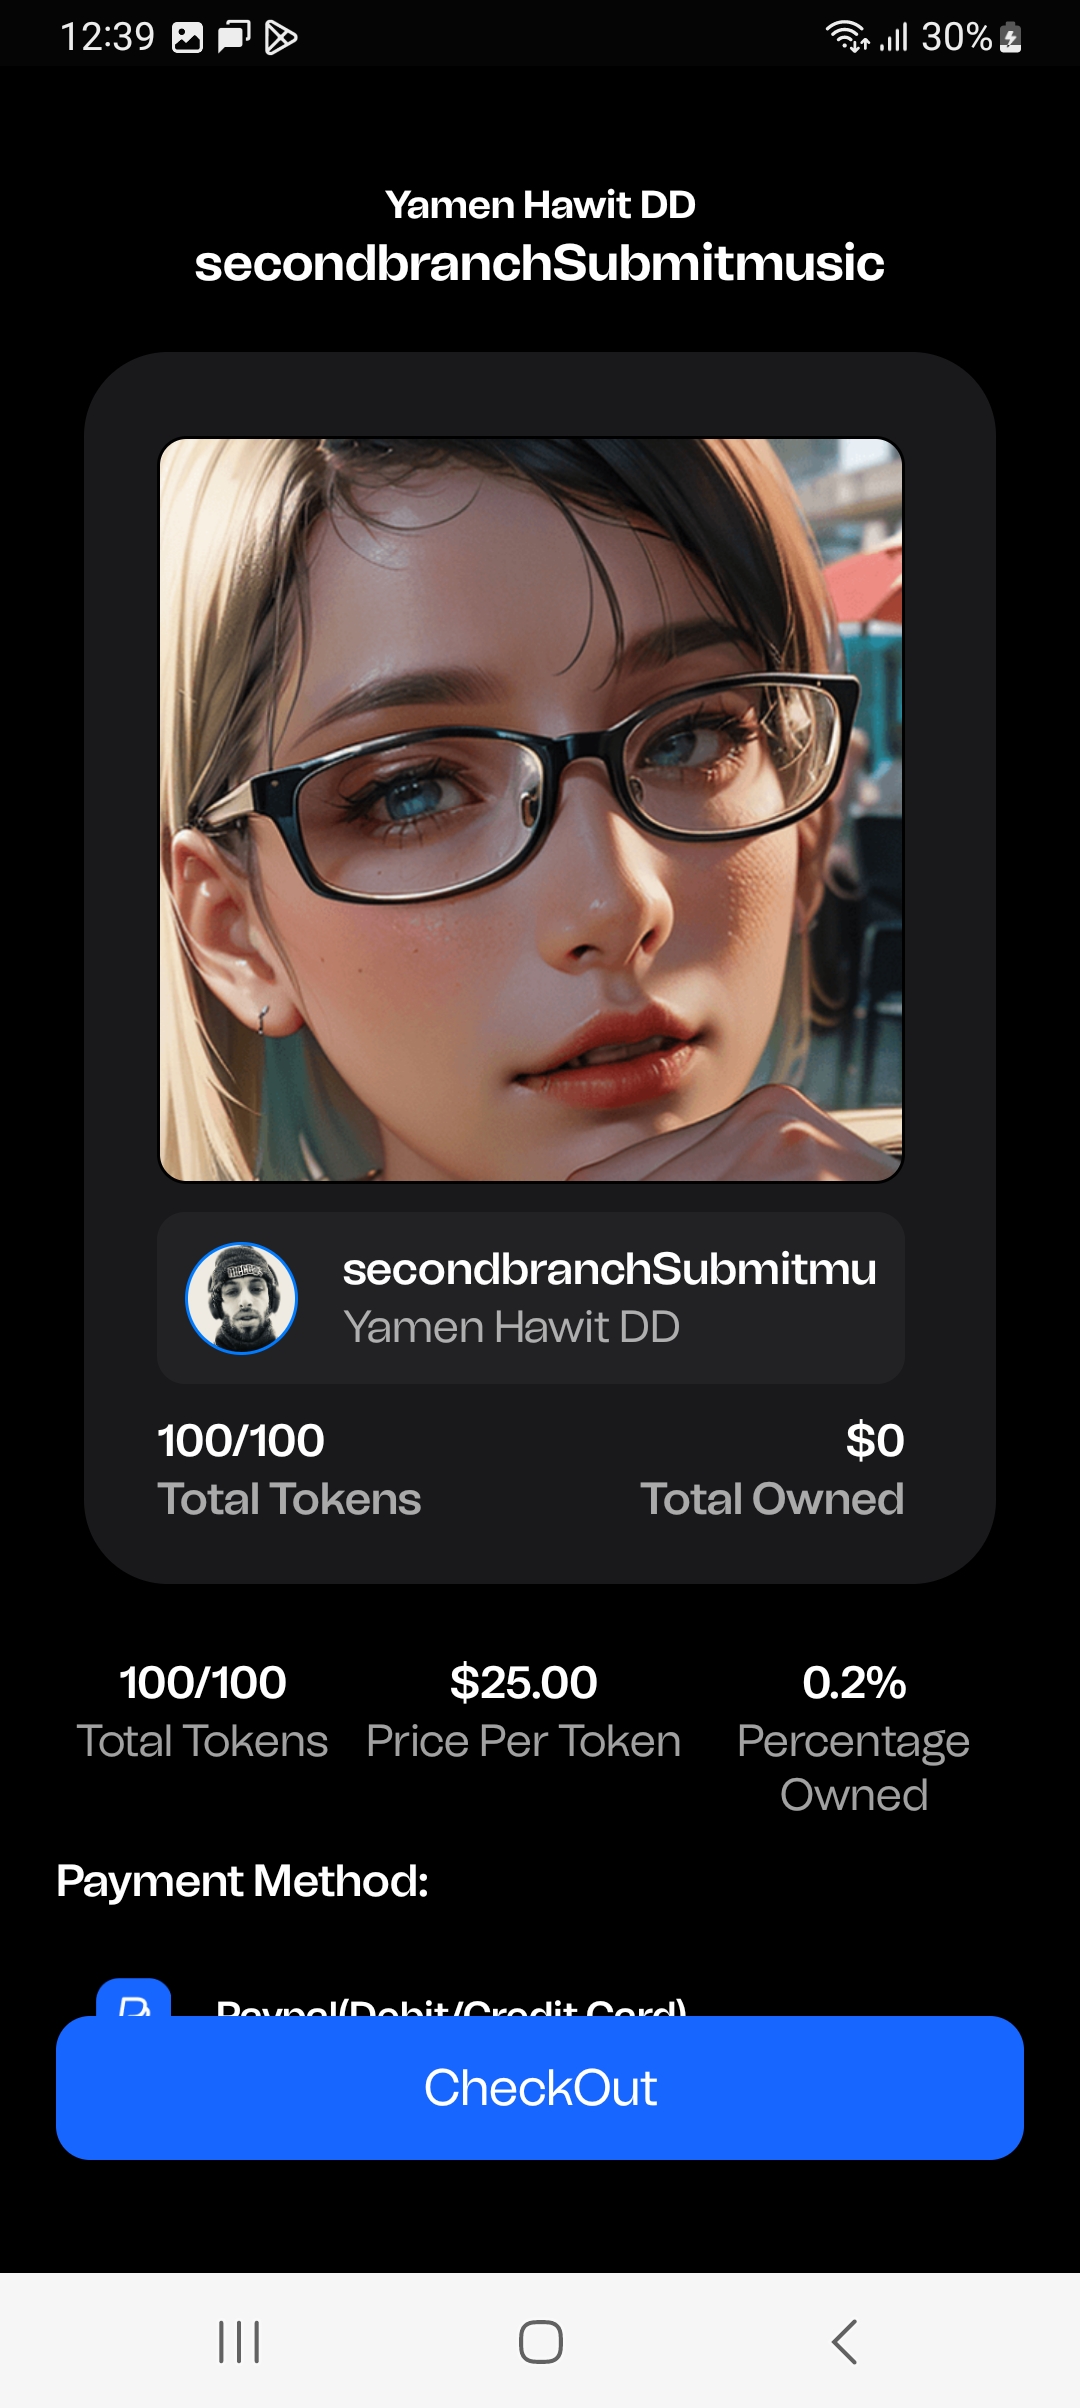 12:39
30%
Yamen Hawit DD
secondbranchSubmitmusic
secondbranchSubmitmu
Yamen Hawit DD
100/100
$0
Total Tokens
Total Owned
100/100
$25.00
0.2%
Total Tokens
Price Per Token
Percentage
Owned
Payment Method:
Paypal(Debit/Credit Card)
CheckOut